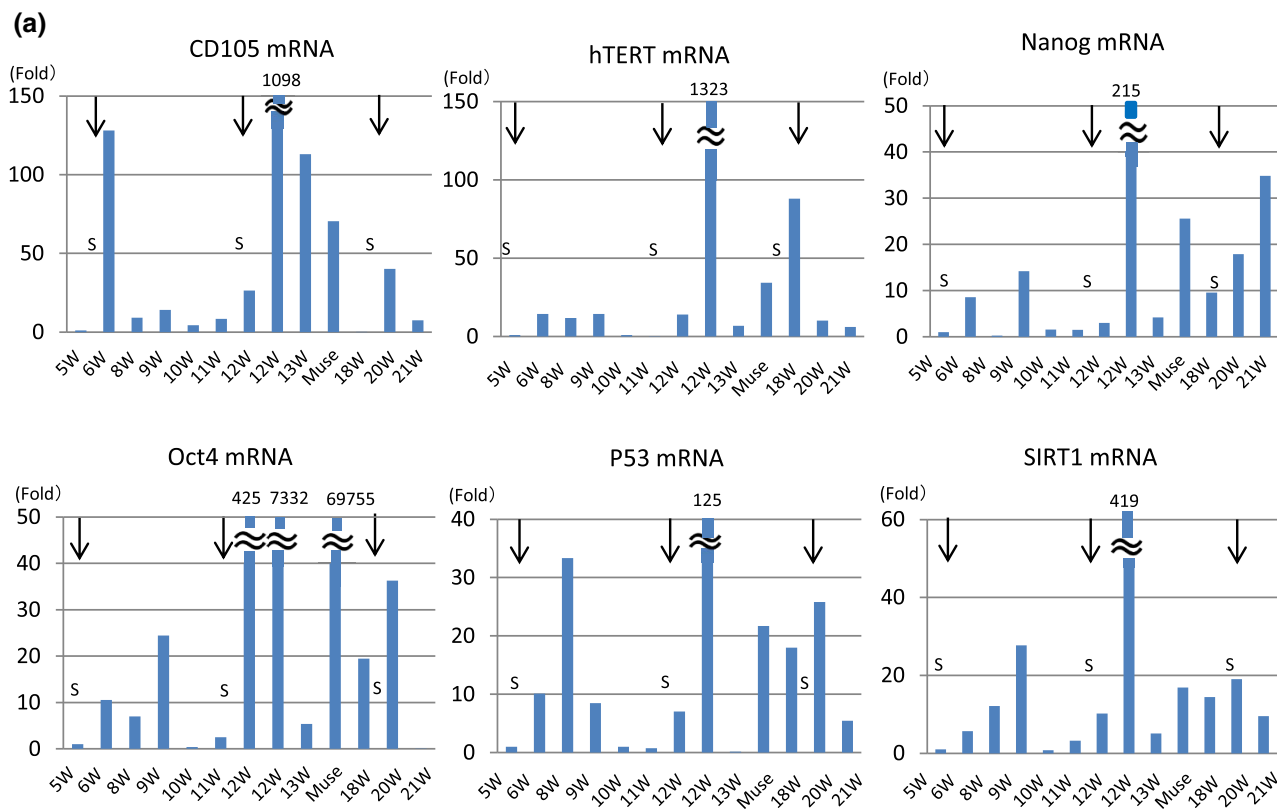 (a)
CD105 mRNA
(Fold)
1098
150
100
50
0
S S S
5W 6W 8W 9W 10W 11W 12W 12W 13W Muse 18W 20W 21W
hTERT mRNA
(Fold)
1323
150
100
50
0
S S S
5W 6W 8W 9W 10W 11W 12W 12W 13W Muse 18W 20W 21W
Nanog mRNA
(Fold)
215
50
40
30
20
10
0
S S S
5W 6W 8W 9W 10W 11W 12W 12W 13W Muse 18W 20W 21W
Oct4 mRNA
(Fold)
425 7332 69755
50
40
30
20
10
0
S S S
5W 6W 8W 9W 10W 11W 12W 12W 13W Muse 18W 20W 21W
P53 mRNA
(Fold)
125
40
30
20
10
0
S S S
5W 6W 8W 9W 10W 11W 12W 12W 13W Muse 18W 20W 21W
SIRT1 mRNA
(Fold)
419
60
40
20
0
S S S
5W 6W 8W 9W 10W 11W 12W 12W 13W Muse 18W 20W 21W